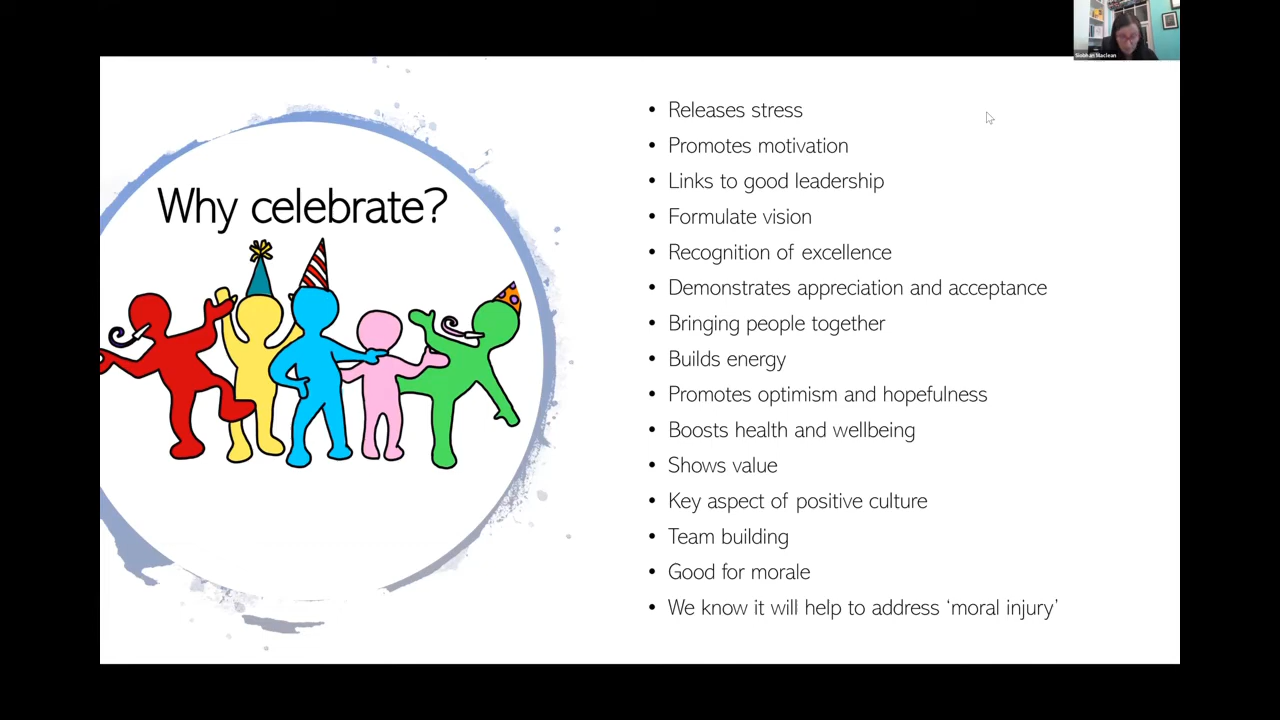 Siobhan Maclean
Why celebrate?
• Releases stress
• Promotes motivation
• Links to good leadership
• Formulate vision
• Recognition of excellence
• Demonstrates appreciation and acceptance
• Bringing people together
• Builds energy
• Promotes optimism and hopefulness
• Boosts health and wellbeing
• Shows value
• Key aspect of positive culture
• Team building
• Good for morale
• We know it will help to address ‘moral injury’